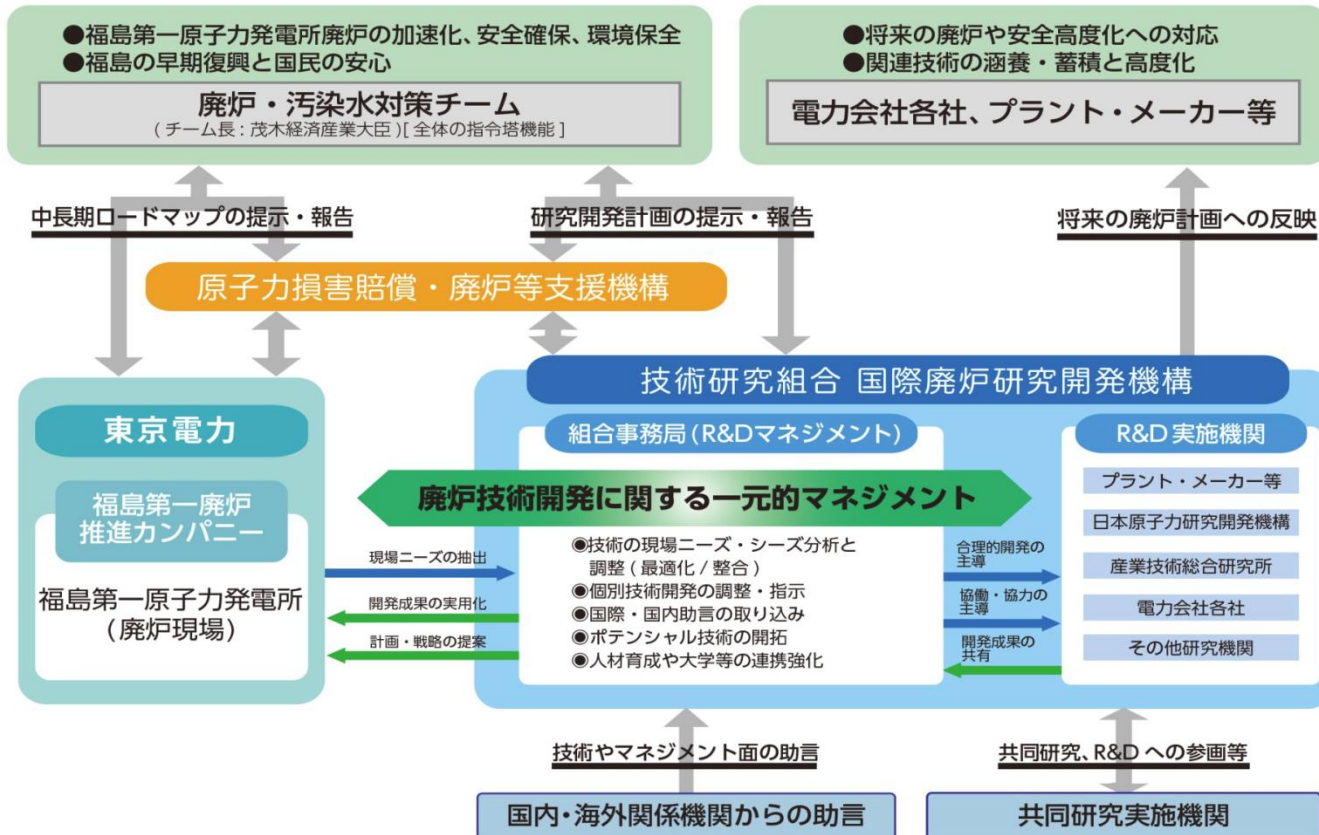 ●福島第一原子力発電所廃炉の加速化、安全確保、環境保全
●福島の早期復興と国民の安心
廃炉・汚染水対策チーム
(チーム長:茂木経済産業大臣)[全体の指令塔機能]
●将来の廃炉や安全高度化への対応
●関連技術の涵養・蓄積と高度化
電力会社各社、プラント・メーカー等
中長期ロードマップの提示・報告
研究開発計画の提示・報告
将来の廃炉計画への反映
原子力損害賠償・廃炉等支援機構
技術研究組合 国際廃炉研究開発機構
東京電力
福島第一廃炉
推進カンパニー
福島第一原子力発電所
(廃炉現場)
現場ニーズの抽出
開発成果の実用化
計画・戦略の提案
組合事務局(R&Dマネジメント)
廃炉技術開発に関する一元的マネジメント
◉技術の現場ニーズ・シーズ分析と
調整(最適化/整合)
◉個別技術開発の調整・指示
◉国際・国内助言の取り込み
◉ポテンシャル技術の開拓
◉人材育成や大学等の連携強化
合理的開発の
主導
協働・協力の
主導
開発成果の
共有
R&D実施機関
プラント・メーカー等
日本原子力研究開発機構
産業技術総合研究所
電力会社各社
その他研究機関
技術やマネジメント面の助言
共同研究、R&Dへの参画等
国内・海外関係機関からの助言
共同研究実施機関